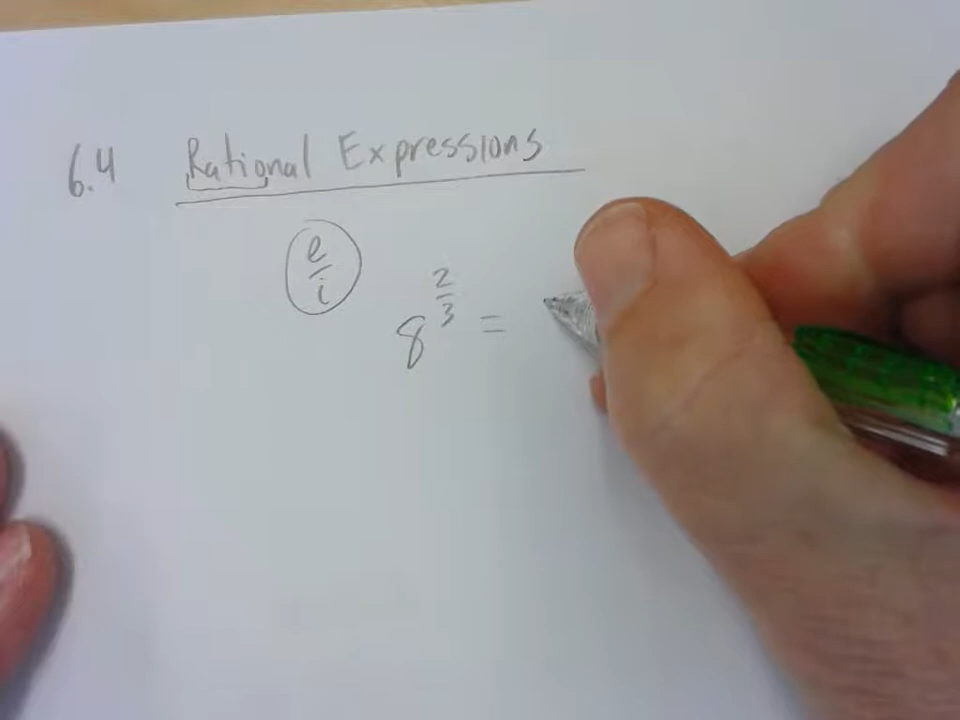 6.4 Rational Expressions
e/i
8^(2/3) =